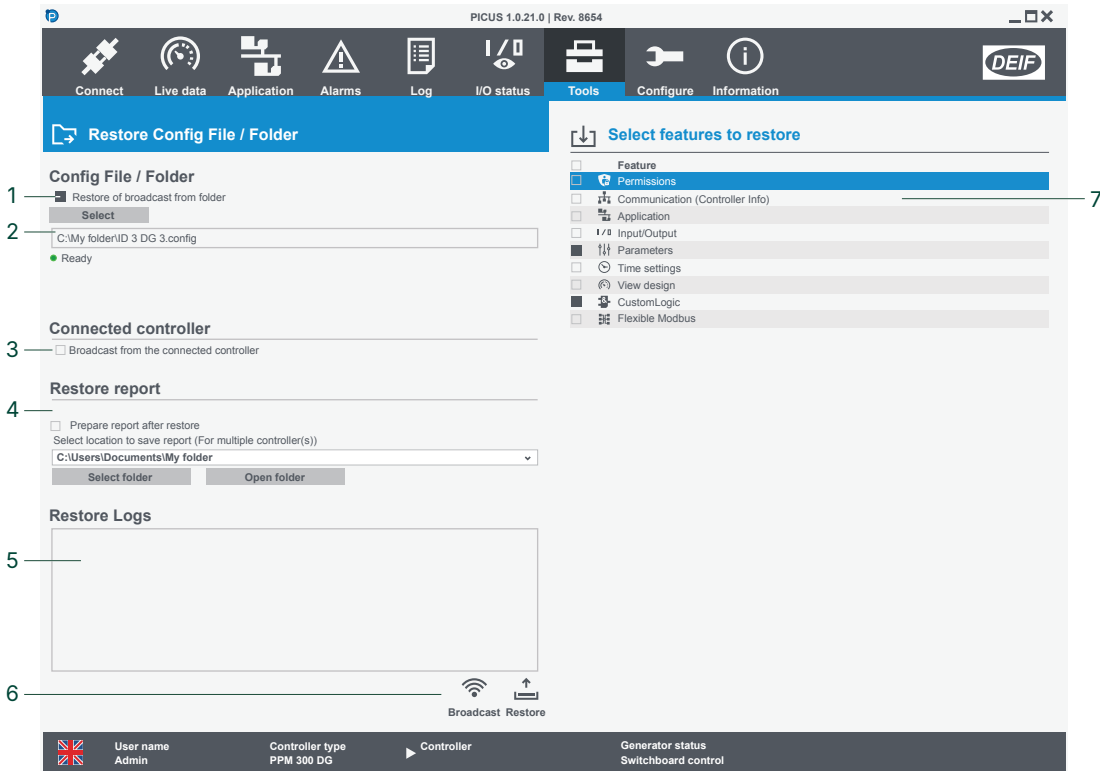 PICUS 1.0.21.0 | Rev. 8654
Connect
Live data
Application
Alarms
Log
I/O status
Tools
Configure
Information
DEIF
Restore Config File / Folder
Config File / Folder
1
Restore of broadcast from folder
Select
2
C:\My folder\ID 3 DG 3.config
Ready
Connected controller
3
Broadcast from the connected controller
Restore report
4
Prepare report after restore
Select location to save report (For multiple controller(s))
C:\Users\Documents\My folder
Select folder
Open folder
Restore Logs
5
6
Broadcast
Restore
Select features to restore
Feature
Permissions
Communication (Controller Info)
7
Application
Input/Output
Parameters
Time settings
View design
CustomLogic
Flexible Modbus
User name
Admin
Controller type
PPM 300 DG
Controller
Generator status
Switchboard control